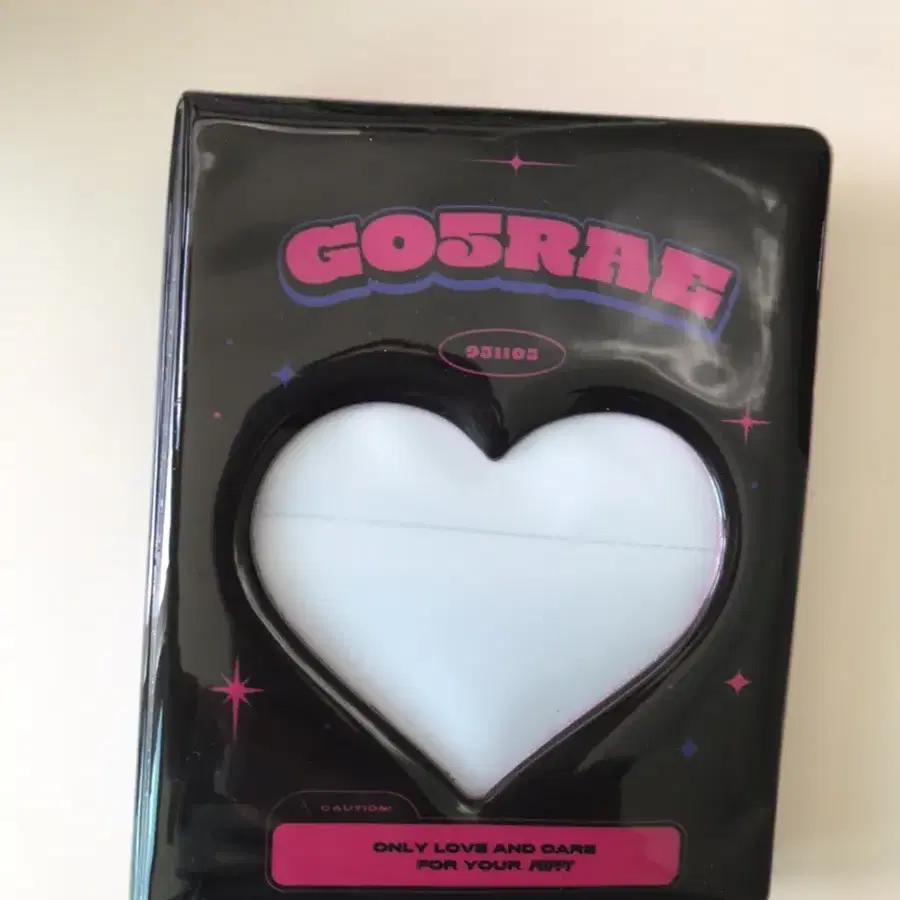 GO5RAE
951105
CAUTION!
ONLY LOVE AND CARE
FOR YOUR